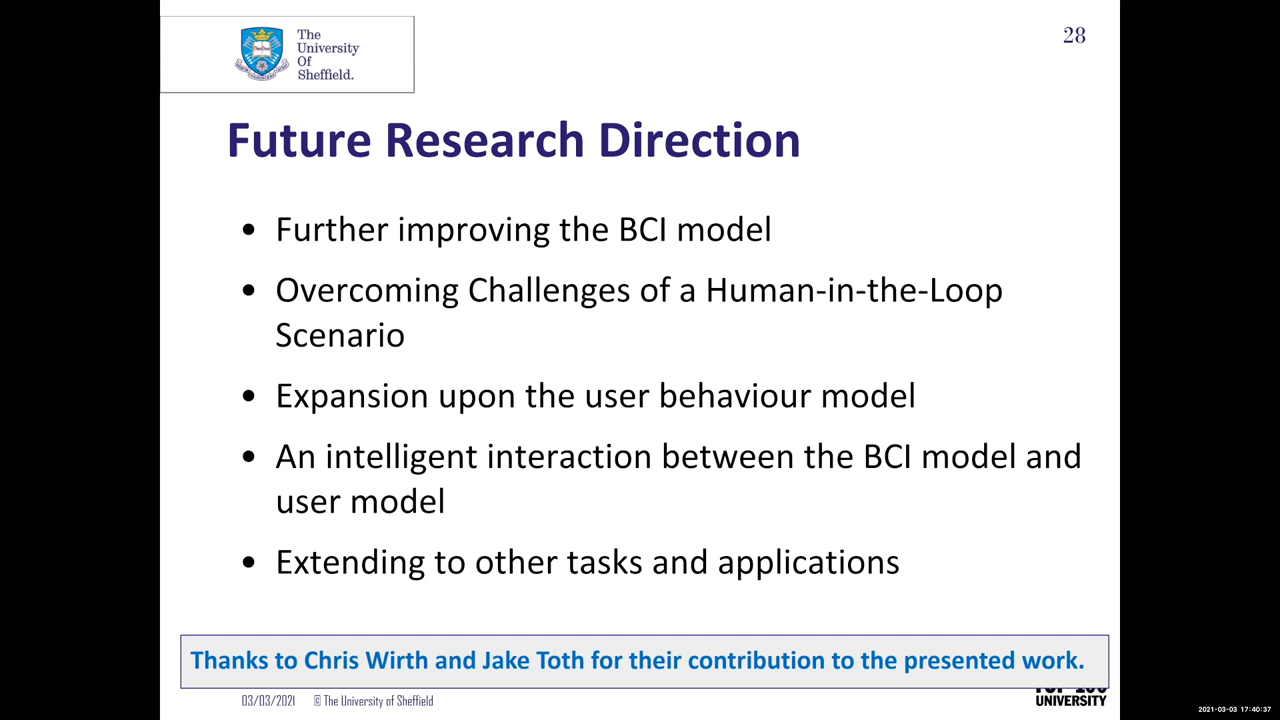 The
University
Of
Sheffield.
28
Future Research Direction
• Further improving the BCI model
• Overcoming Challenges of a Human-in-the-Loop
Scenario
• Expansion upon the user behaviour model
• An intelligent interaction between the BCI model and
user model
• Extending to other tasks and applications
Thanks to Chris Wirth and Jake Toth for their contribution to the presented work.
03/03/2021 © The University of Sheffield
UNIVERSITY
2021-03-03 17:40:37